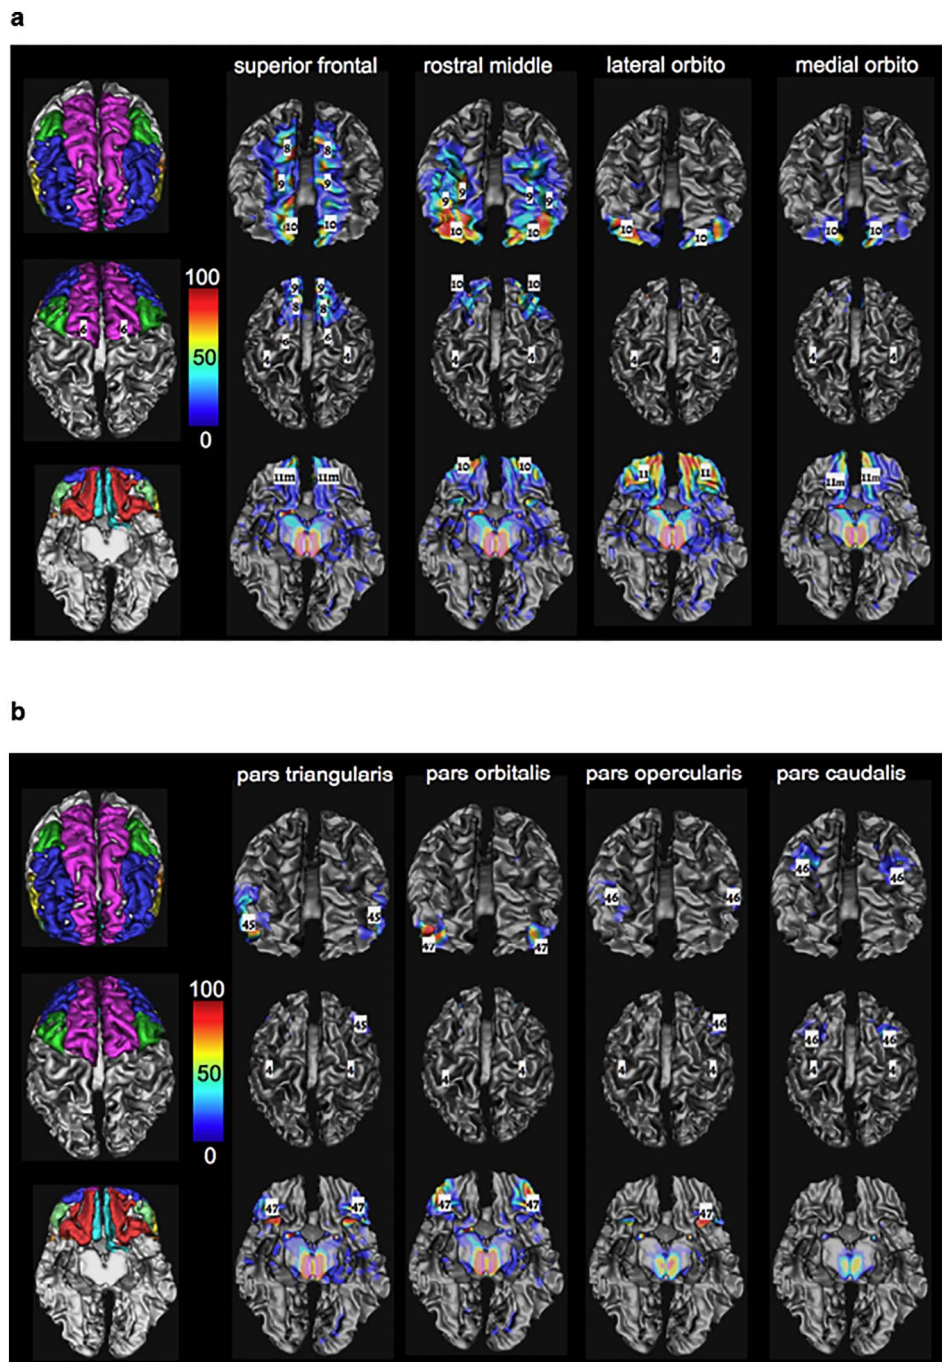 a
superior frontal rostral middle lateral orbito medial orbito
8 8
9 9 9 9 9 9
10 10 10 10 10 10 10 10
100
50
0
6 6
9 9 10 10
8 8
6 6
4 4 4 4 4 4 4 4
11m 11m 10 10 11 11 11m 11m
b
pars triangularis pars orbitalis pars opercularis pars caudalis
45 45 47 47 46 46 46 46
100
50
0
45 46 46 46
4 4 4 4 4 4 4 4
47 47 47 47 47